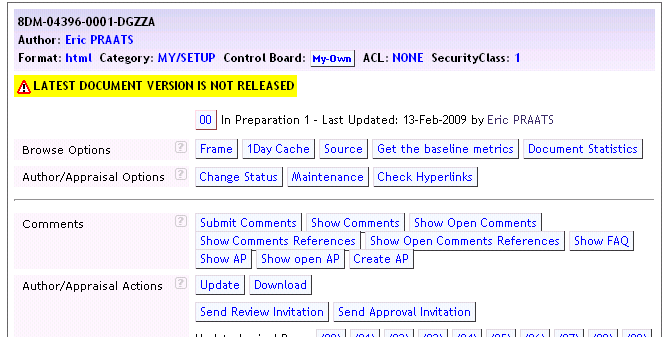 8DM-04396-0001-DGZZA
Author: Eric PRAATS
Format: html Category: MY/SETUP Control Board: My-Own ACL: NONE SecurityClass: 1
LATEST DOCUMENT VERSION IS NOT RELEASED
00 In Preparation 1 - Last Updated: 13-Feb-2009 by Eric PRAATS
Browse Options ? Frame 1Day Cache Source Get the baseline metrics Document Statistics
Author/Appraisal Options ? Change Status Maintenance Check Hyperlinks
Comments ? Submit Comments Show Comments Show Open Comments
Show Comments References Show Open Comments References Show FAQ
Show AP Show open AP Create AP
Author/Appraisal Actions ? Update Download
Send Review Invitation Send Approval Invitation